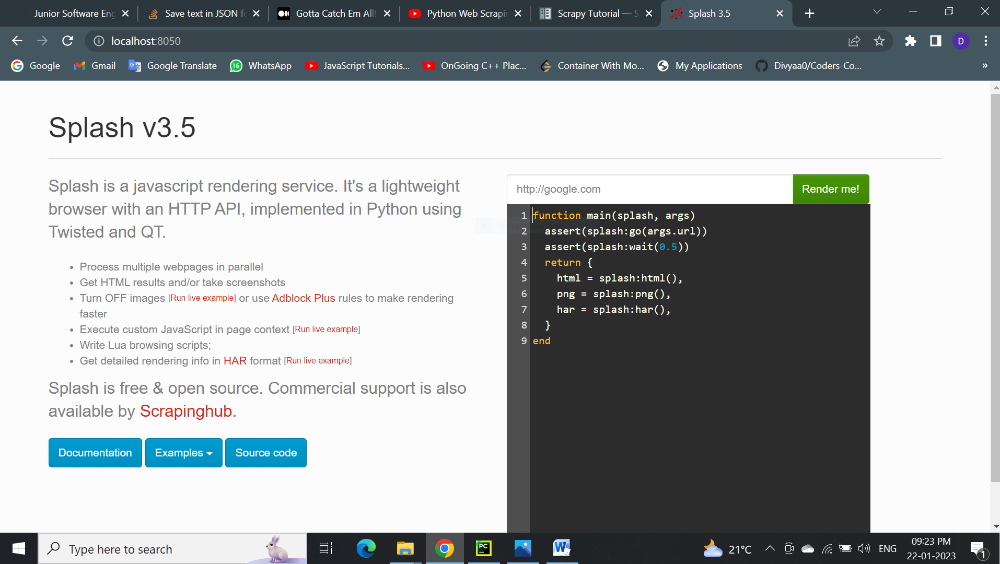 Junior Software Eng
Save text in JSON fo
Gotta Catch Em All!
Python Web Scrapin
Scrapy Tutorial — S
Splash 3.5
localhost:8050
D
Google
Gmail
Google Translate
16
WhatsApp
JavaScript Tutorials...
OnGoing C++ Plac...
Container With Mo...
My Applications
Divyaa0/Coders-Co...
»
Splash v3.5
Splash is a javascript rendering service. It's a lightweight
browser with an HTTP API, implemented in Python using
Twisted and QT.
• Process multiple webpages in parallel
• Get HTML results and/or take screenshots
• Turn OFF images [Run live example] or use Adblock Plus rules to make rendering
faster
• Execute custom JavaScript in page context [Run live example]
• Write Lua browsing scripts;
• Get detailed rendering info in HAR format [Run live example]
Splash is free & open source. Commercial support is also
available by Scrapinghub.
Documentation
Examples
Source code
http://google.com
Render me!
1 function main(splash, args)
2   assert(splash:go(args.url))
3   assert(splash:wait(0.5))
4   return {
5     html = splash:html(),
6     png = splash:png(),
7     har = splash:har(),
8   }
9 end
Type here to search
PC
W
21°C
ENG
09:23 PM
22-01-2023
1